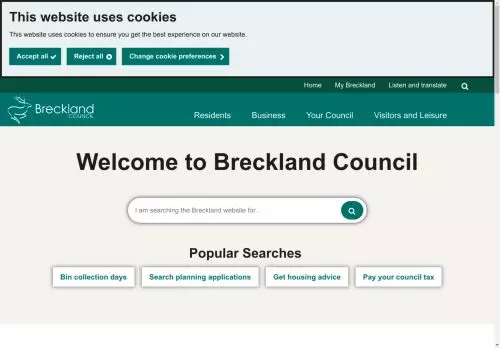 This website uses cookies
This website uses cookies to ensure you get the best experience on our website.
Accept all Reject all Change cookie preferences
Home My Breckland Listen and translate
Breckland
COUNCIL
Residents Business Your Council Visitors and Leisure
Welcome to Breckland Council
I am searching the Breckland website for...
Popular Searches
Bin collection days Search planning applications Get housing advice Pay your council tax